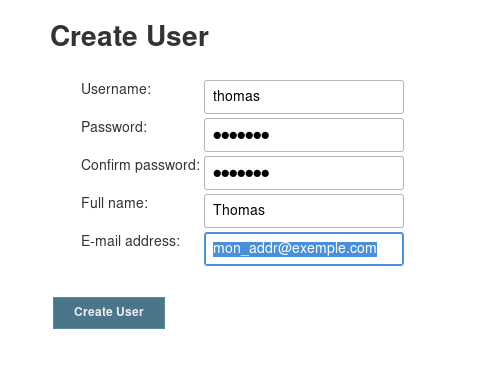 Create User
Username: thomas
Password: •••••••
Confirm password: •••••••
Full name: Thomas
E-mail address: mon_addr@exemple.com
Create User